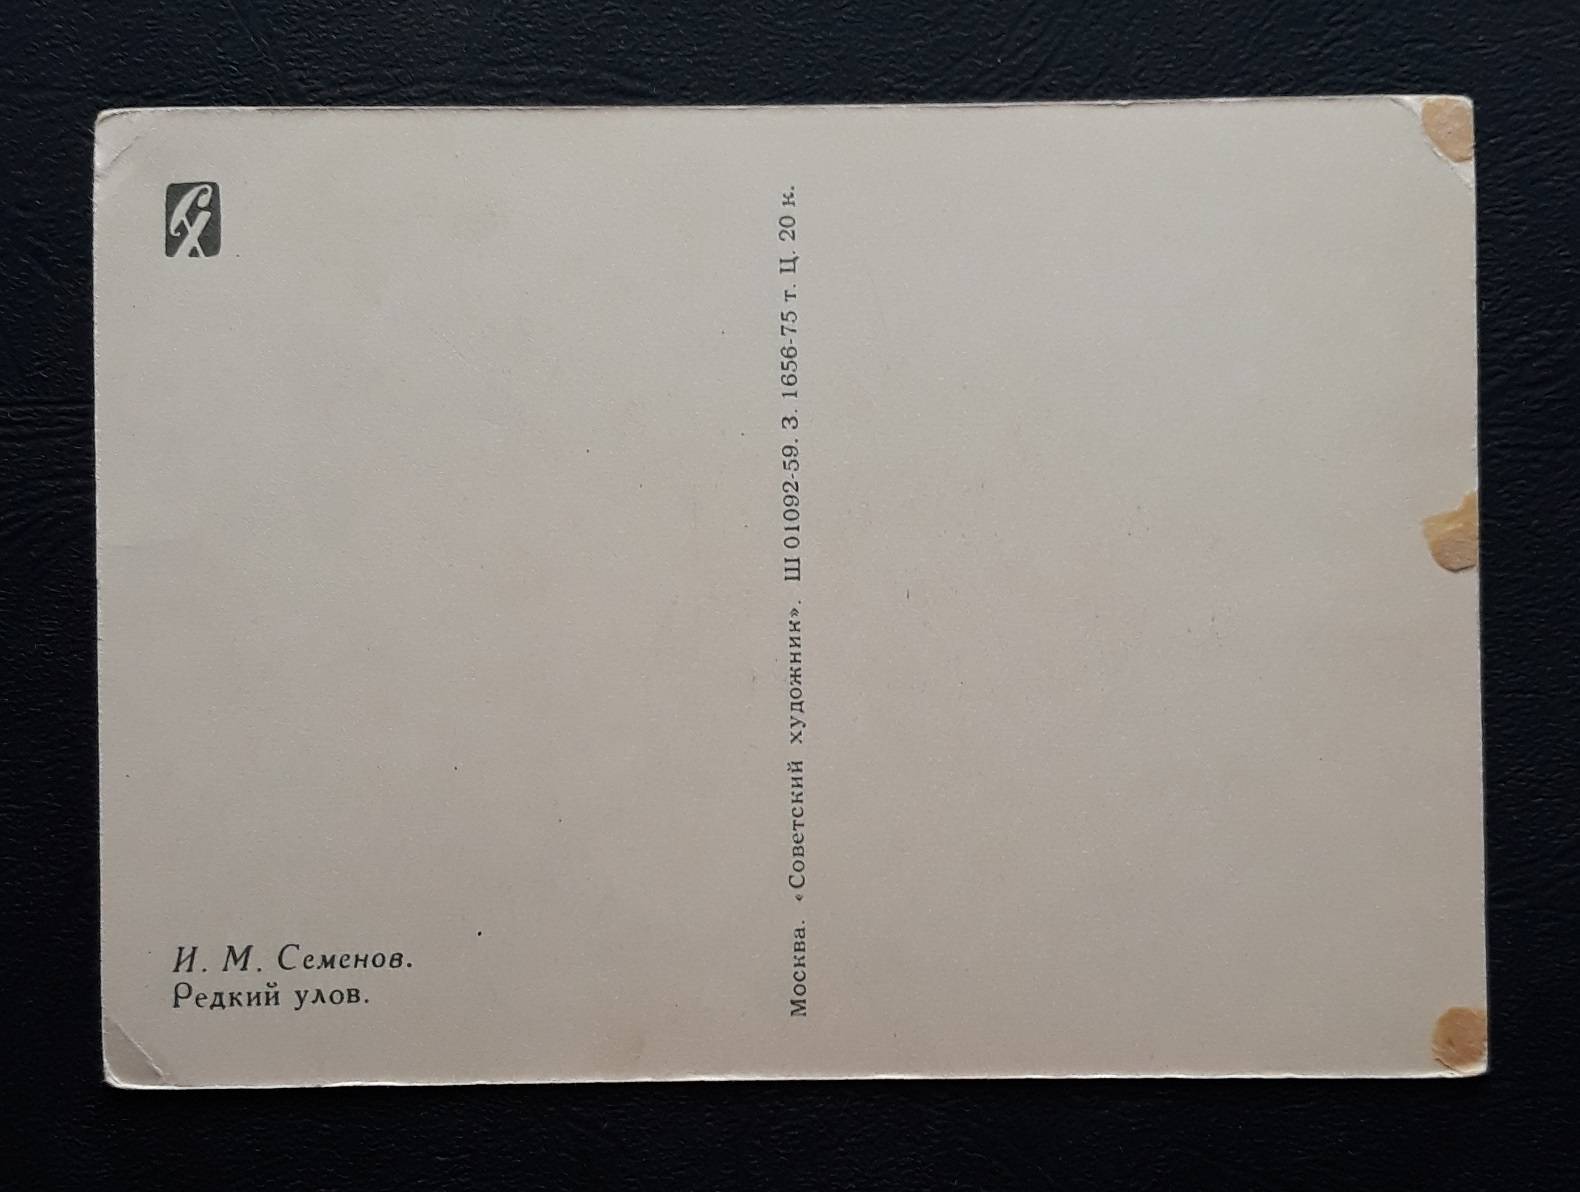 СХ
И. М. Семенов.
Редкий улов.
Москва. «Советский художник». Ш 01092-59. З. 1656-75 т. Ц. 20 к.